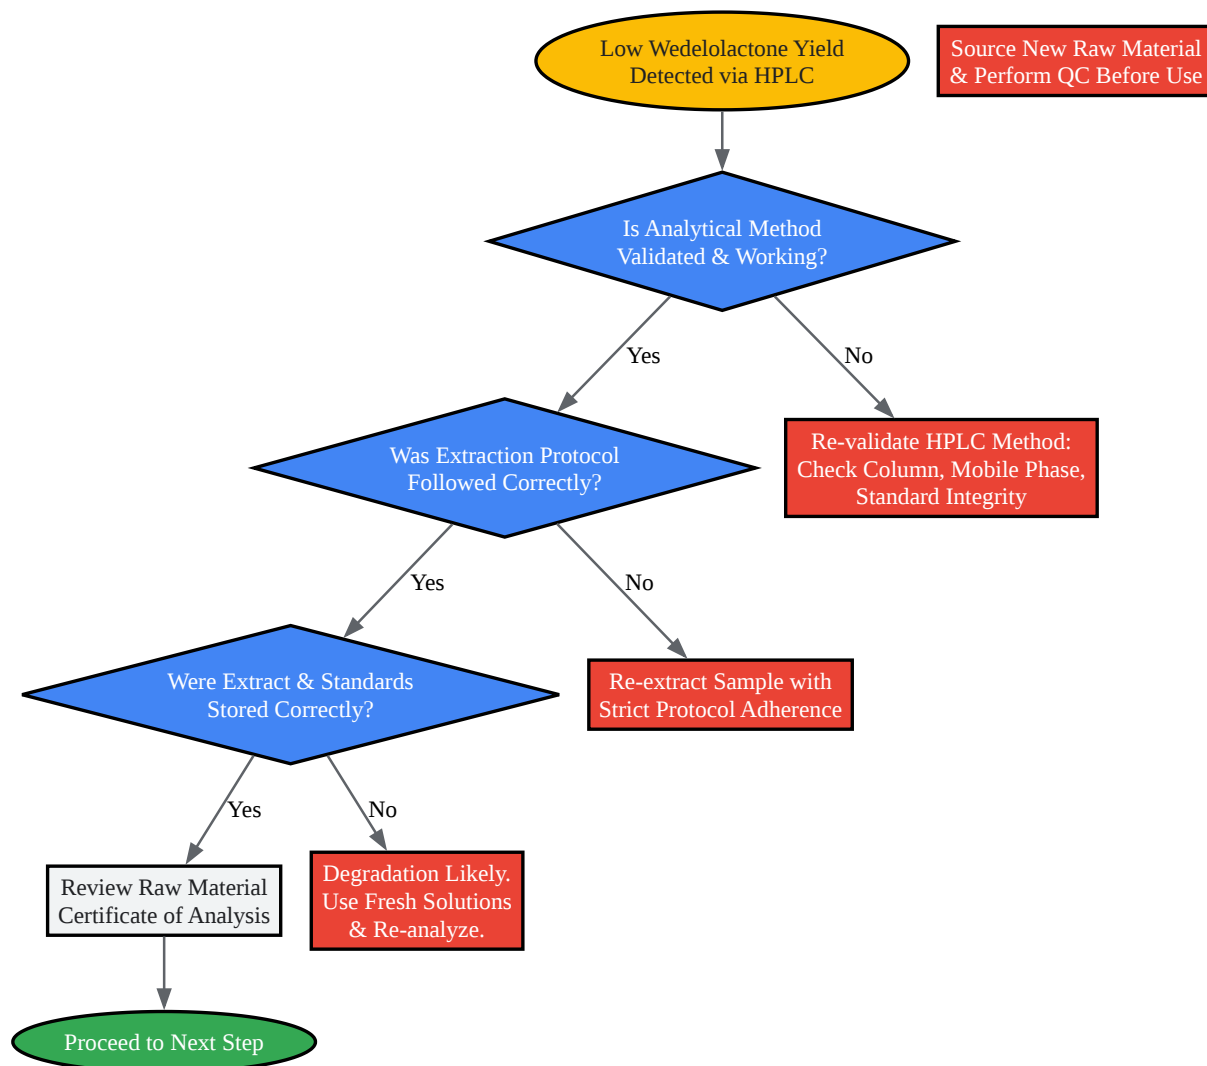 Low Wedelolactone Yield
Detected via HPLC
Source New Raw Material
& Perform QC Before Use
Is Analytical Method
Validated & Working?
Yes
No
Was Extraction Protocol
Followed Correctly?
Re-validate HPLC Method:
Check Column, Mobile Phase,
Standard Integrity
Yes
No
Were Extract & Standards
Stored Correctly?
Re-extract Sample with
Strict Protocol Adherence
Yes
No
Review Raw Material
Certificate of Analysis
Degradation Likely.
Use Fresh Solutions
& Re-analyze.
Proceed to Next Step